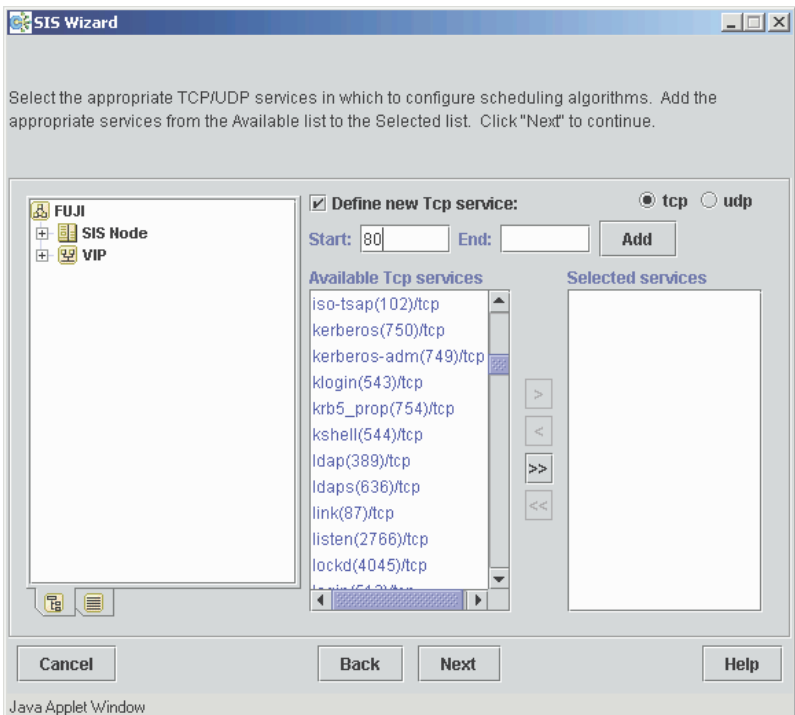 SIS Wizard
Select the appropriate TCP/UDP services in which to configure scheduling algorithms. Add the
appropriate services from the Available list to the Selected list. Click "Next" to continue.
FUJI
SIS Node
VIP
Define new Tcp service:
tcp
udp
Start: 80
End:
Add
Available Tcp services
iso-tsap(102)/tcp
kerberos(750)/tcp
kerberos-adm(749)/tcp
klogin(543)/tcp
krb5_prop(754)/tcp
kshell(544)/tcp
ldap(389)/tcp
ldaps(636)/tcp
link(87)/tcp
listen(2766)/tcp
lockd(4045)/tcp
>
<
>>
<<
Selected services
Cancel
Back
Next
Help
Java Applet Window